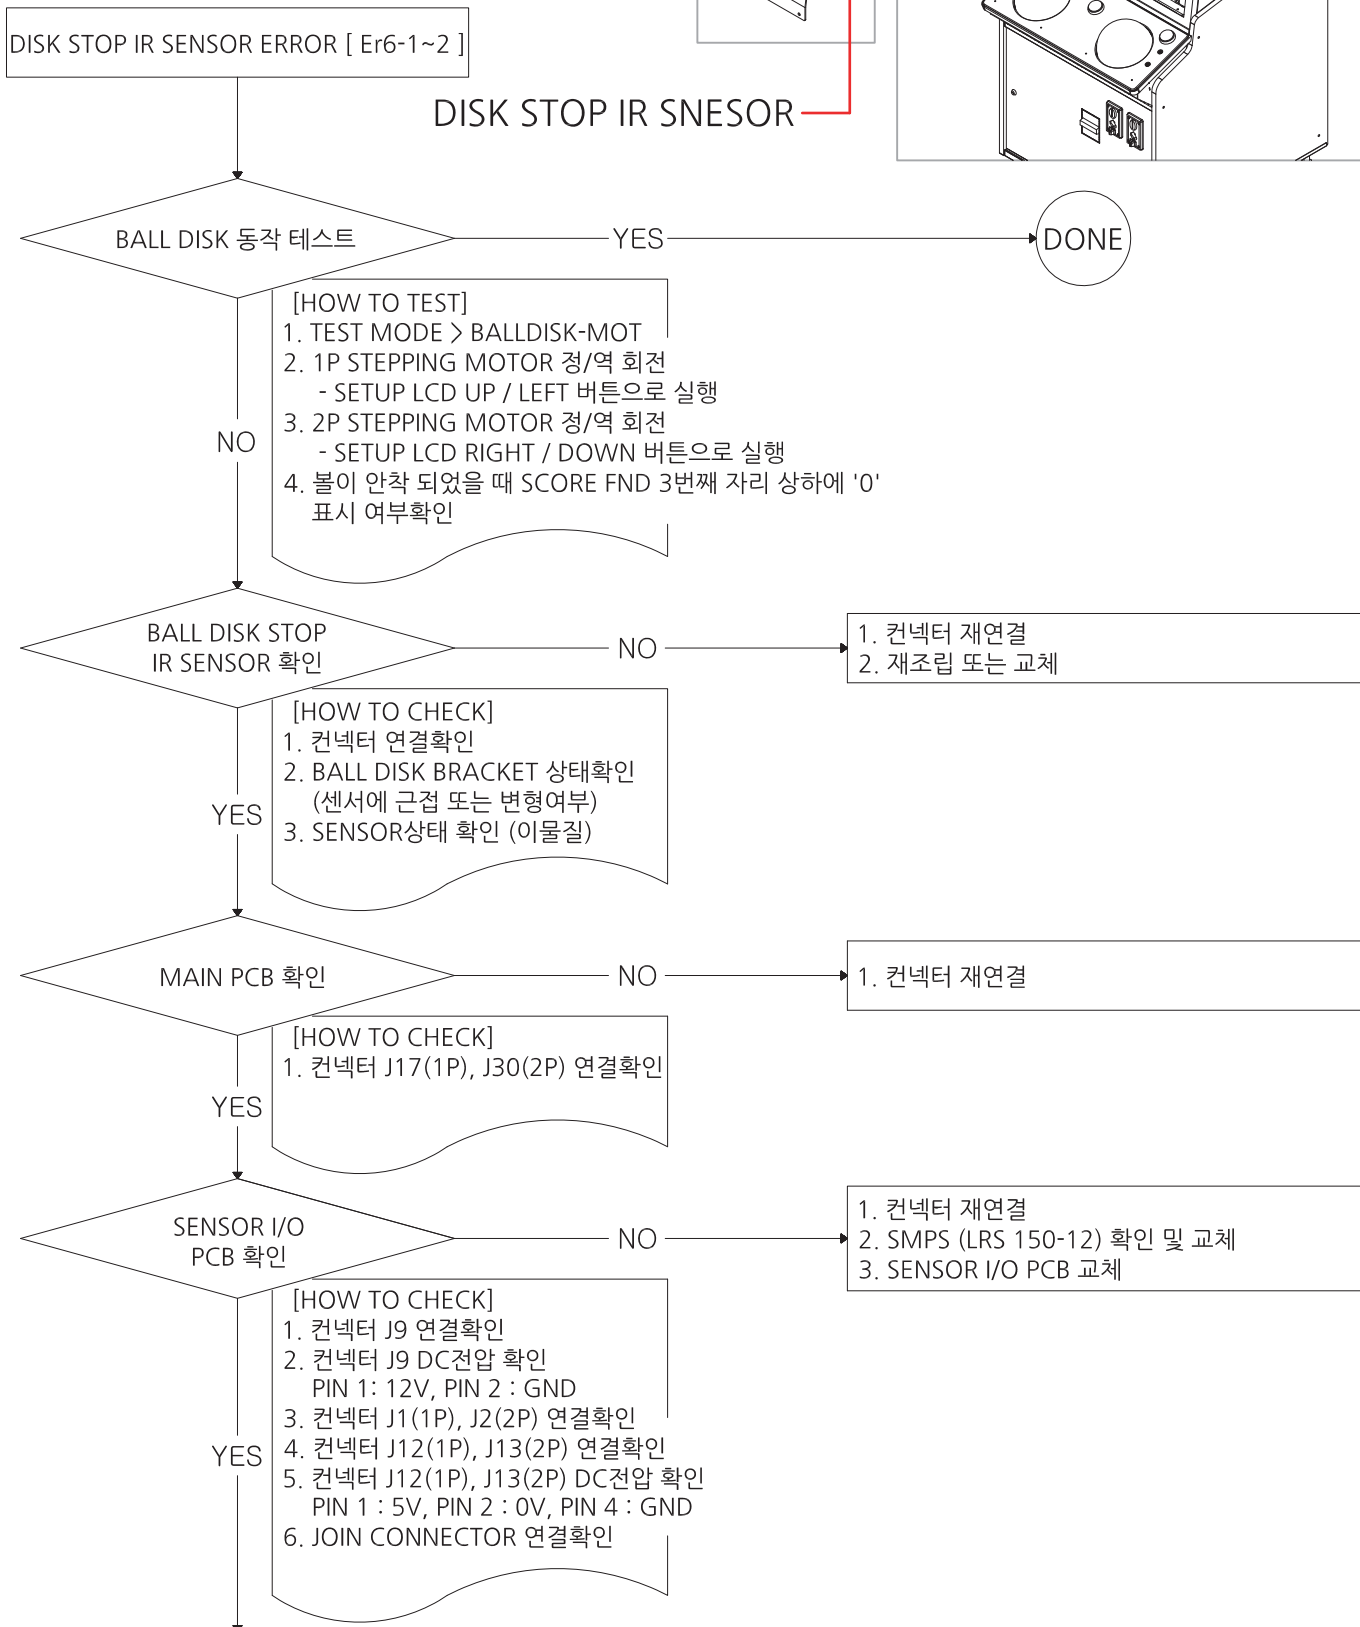 DISK STOP IR SENSOR ERROR [ Er6-1~2 ]
DISK STOP IR SNESOR
BALL DISK 동작 테스트
YES
DONE
[HOW TO TEST]
1. TEST MODE > BALLDISK-MOT
2. 1P STEPPING MOTOR 정/역 회전
- SETUP LCD UP / LEFT 버튼으로 실행
3. 2P STEPPING MOTOR 정/역 회전
- SETUP LCD RIGHT / DOWN 버튼으로 실행
4. 볼이 안착 되었을 때 SCORE FND 3번째 자리 상하에 '0'
표시 여부확인
NO
BALL DISK STOP
IR SENSOR 확인
NO
1. 컨넥터 재연결
2. 재조립 또는 교체
[HOW TO CHECK]
1. 컨넥터 연결확인
2. BALL DISK BRACKET 상태확인
(센서에 근접 또는 변형여부)
3. SENSOR상태 확인 (이물질)
YES
MAIN PCB 확인
NO
1. 컨넥터 재연결
[HOW TO CHECK]
1. 컨넥터 J17(1P), J30(2P) 연결확인
YES
SENSOR I/O
PCB 확인
NO
1. 컨넥터 재연결
2. SMPS (LRS 150-12) 확인 및 교체
3. SENSOR I/O PCB 교체
[HOW TO CHECK]
1. 컨넥터 J9 연결확인
2. 컨넥터 J9 DC전압 확인
PIN 1: 12V, PIN 2 : GND
3. 컨넥터 J1(1P), J2(2P) 연결확인
4. 컨넥터 J12(1P), J13(2P) 연결확인
5. 컨넥터 J12(1P), J13(2P) DC전압 확인
PIN 1 : 5V, PIN 2 : 0V, PIN 4 : GND
6. JOIN CONNECTOR 연결확인
YES